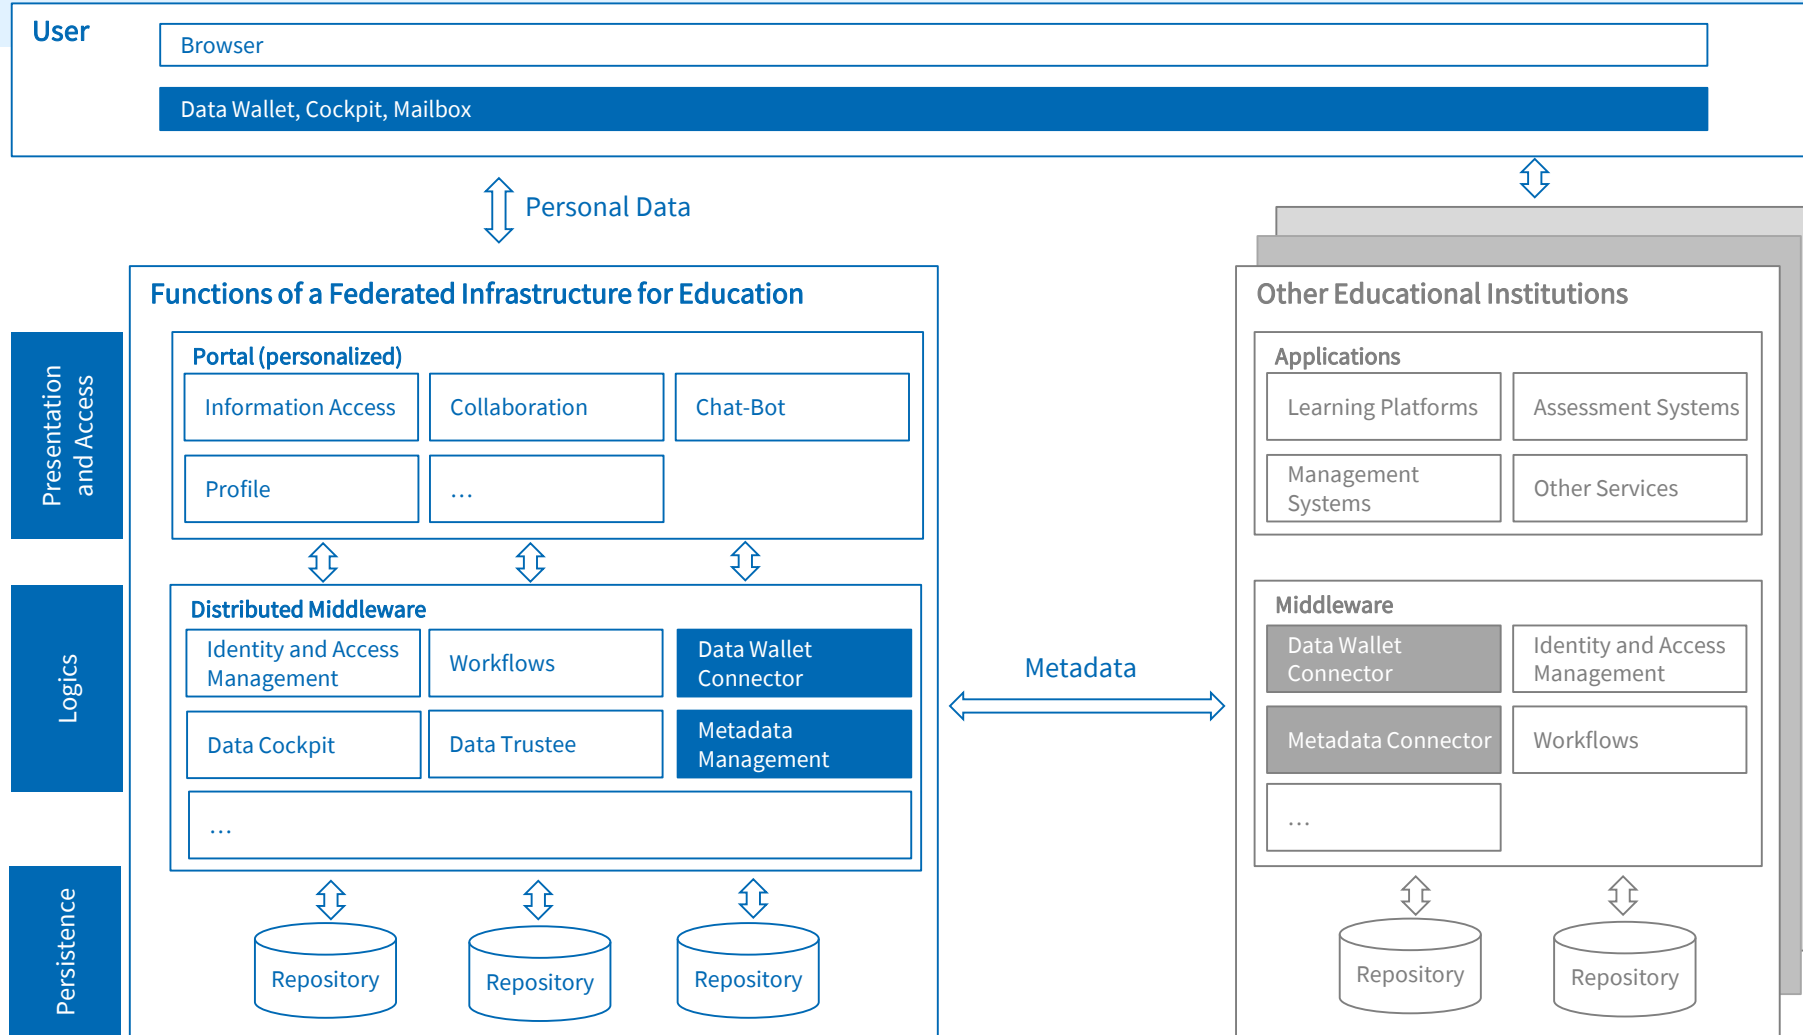 User
Browser
Data Wallet, Cockpit, Mailbox
Personal Data
Functions of a Federated Infrastructure for Education
Presentation
and Access
Portal (personalized)
Information Access
Collaboration
Chat-Bot
Profile
...
Logics
Distributed Middleware
Identity and Access
Management
Workflows
Data Wallet
Connector
Data Cockpit
Data Trustee
Metadata
Management
...
Persistence
Repository
Repository
Repository
Metadata
Other Educational Institutions
Applications
Learning Platforms
Assessment Systems
Management
Systems
Other Services
Middleware
Data Wallet
Connector
Identity and Access
Management
Metadata Connector
Workflows
...
Repository
Repository